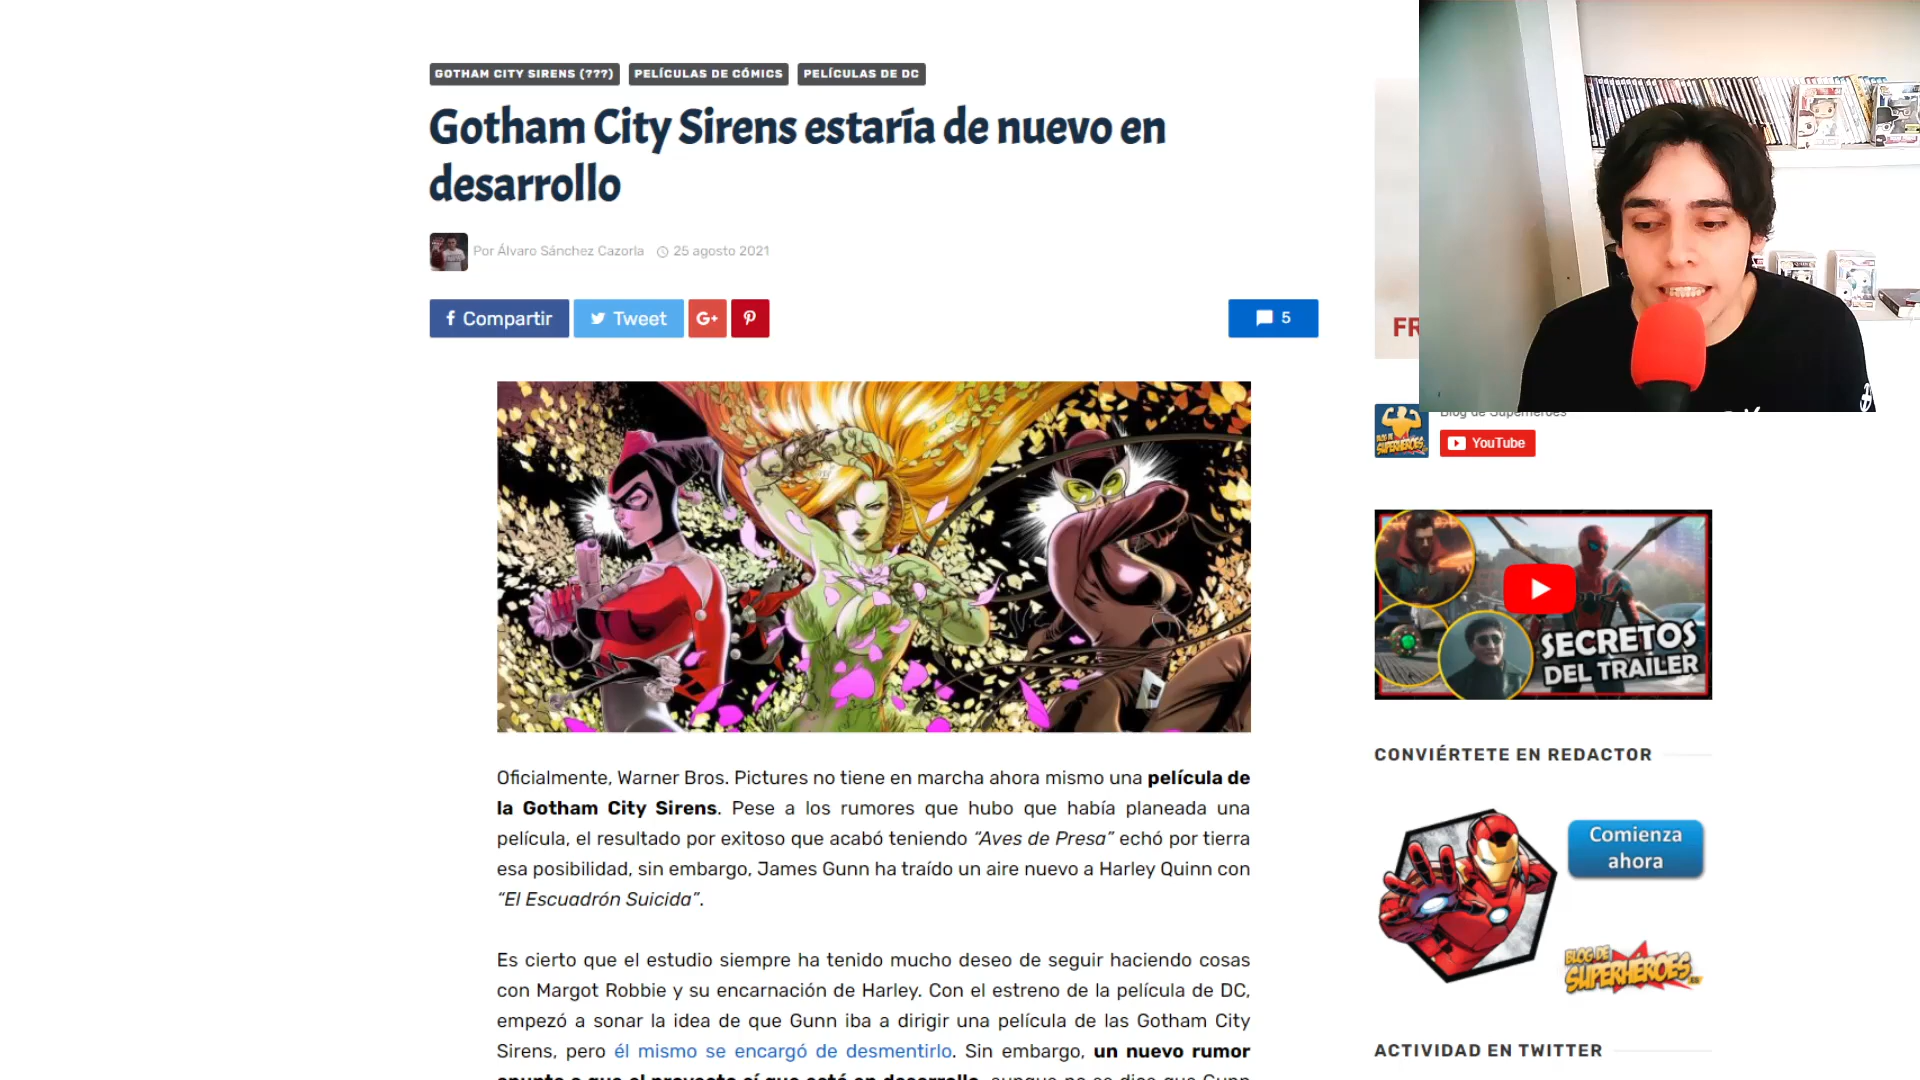 GOTHAM CITY SIRENS (???) PELÍCULAS DE CÓMICS PELÍCULAS DE DC
Gotham City Sirens estaría de nuevo en
desarrollo
Por Álvaro Sánchez Cazorla 25 agosto 2021
Compartir Tweet G+ 5
Oficialmente, Warner Bros. Pictures no tiene en marcha ahora mismo una película de
la Gotham City Sirens. Pese a los rumores que hubo que había planeada una
película, el resultado por exitoso que acabó teniendo “Aves de Presa” echó por tierra
esa posibilidad, sin embargo, James Gunn ha traído un aire nuevo a Harley Quinn con
“El Escuadrón Suicida”.
Es cierto que el estudio siempre ha tenido mucho deseo de seguir haciendo cosas
con Margot Robbie y su encarnación de Harley. Con el estreno de la película de DC,
empezó a sonar la idea de que Gunn iba a dirigir una película de las Gotham City
Sirens, pero él mismo se encargó de desmentirlo. Sin embargo, un nuevo rumor
apunta a que el proyecto sí que está en desarrollo, aunque no se dice que Gunn
FR
Blog de Superhéroes
BLOG DE
SUPERHÉROES
YouTube
SECRETOS
DEL TRAILER
CONVIÉRTETE EN REDACTOR
Comienza
ahora
BLOG DE
SUPERHÉROES
ACTIVIDAD EN TWITTER